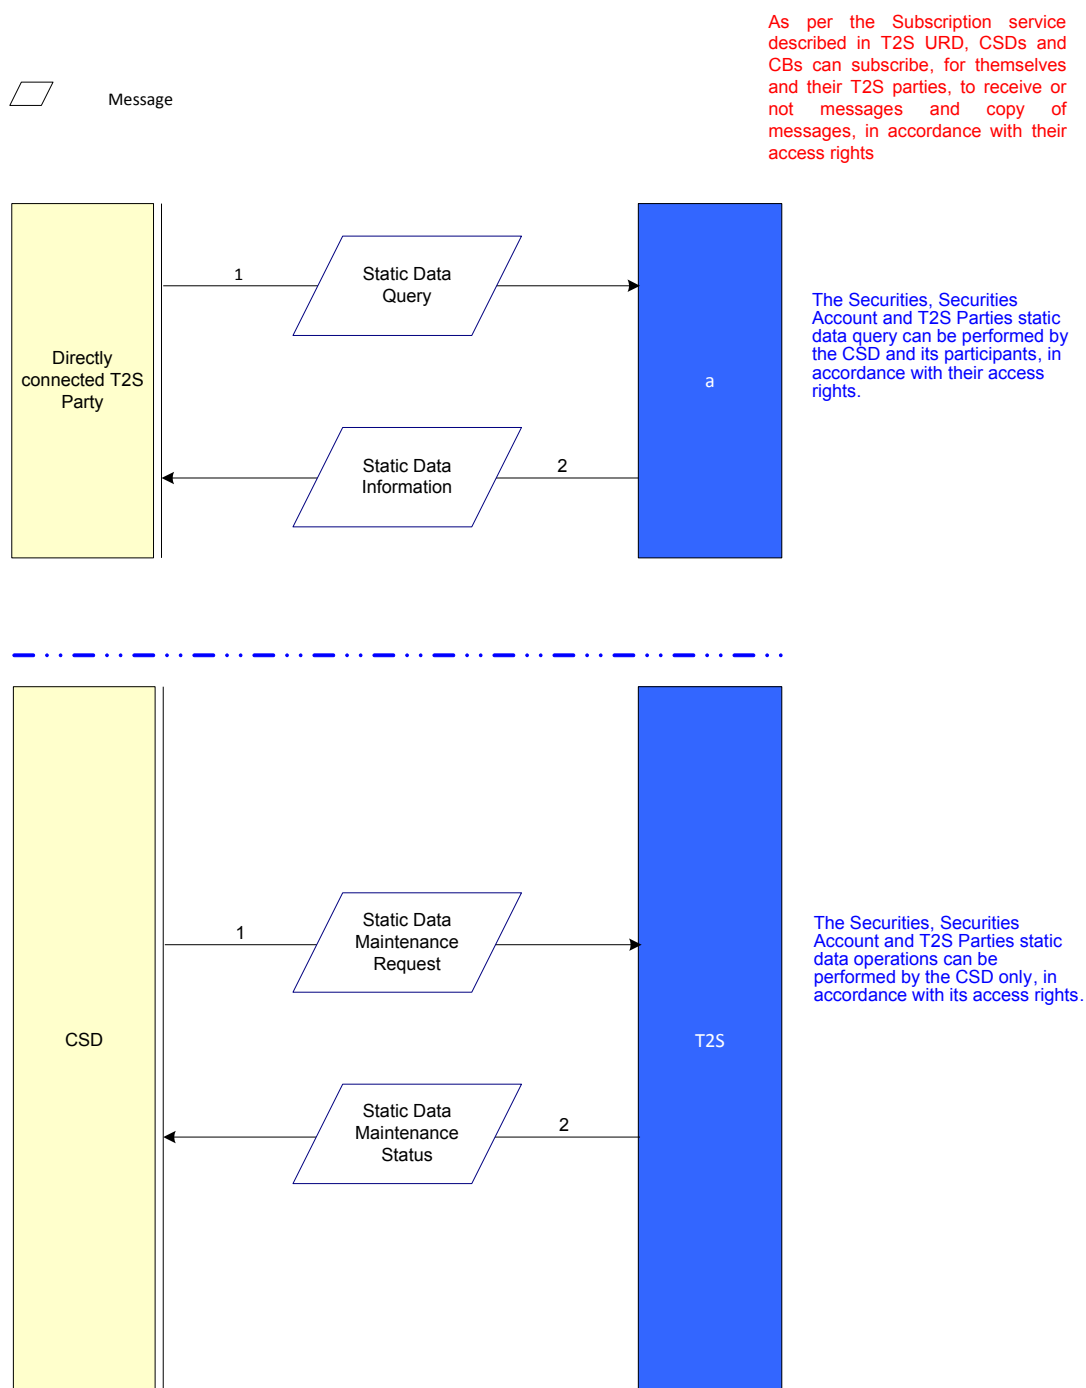 As per the Subscription service
described in T2S URD, CSDs and
CBs can subscribe, for themselves
and their T2S parties, to receive or
not messages and copy of
messages, in accordance with their
access rights
Message
1
Static Data
Query
Directly
connected T2S
Party
a
The Securities, Securities
Account and T2S Parties static
data query can be performed by
the CSD and its participants, in
accordance with their access
rights.
Static Data
Information
2
1
Static Data
Maintenance
Request
The Securities, Securities
Account and T2S Parties static
data operations can be
performed by the CSD only, in
accordance with its access rights.
CSD
T2S
Static Data
Maintenance
Status
2